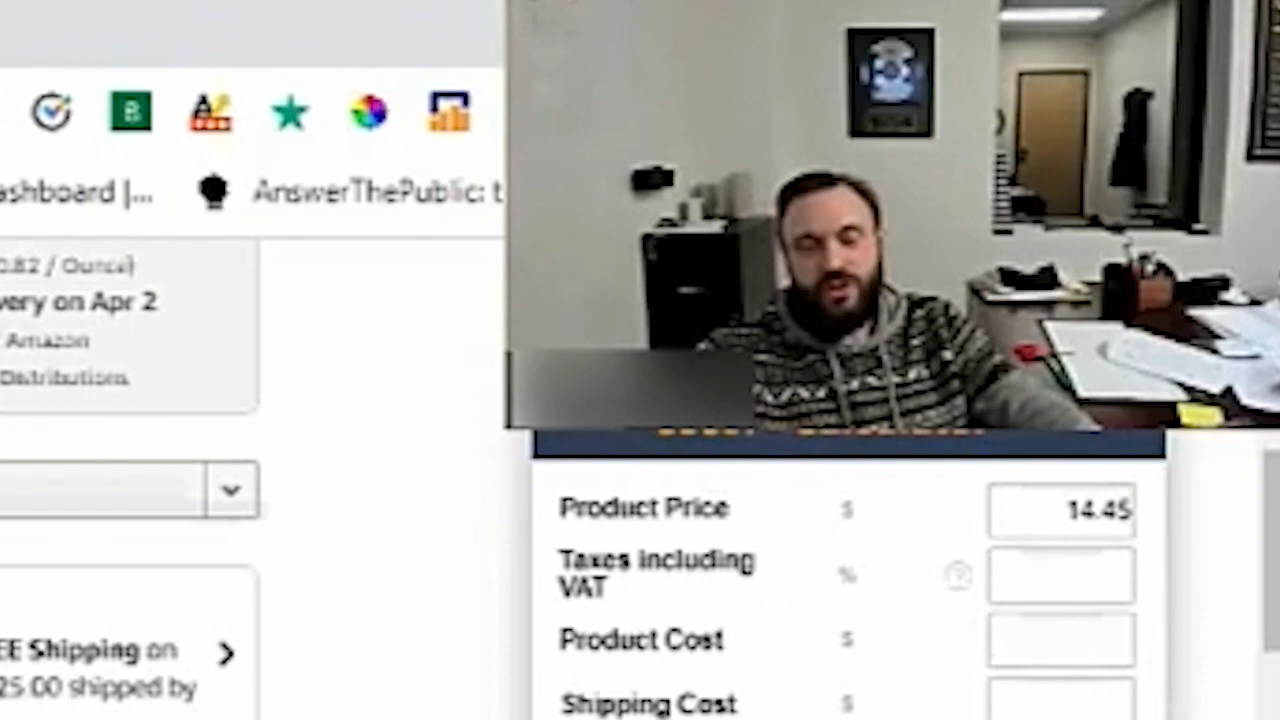 B
ashboard |...
AnswerThePublic: t
0.82 / Ounce)
very on Apr 2
Amazon
Distributions
EE Shipping on
25.00 shipped by
Product Price $ 14.45
Taxes including % ?
VAT
Product Cost $
Shipping Cost $